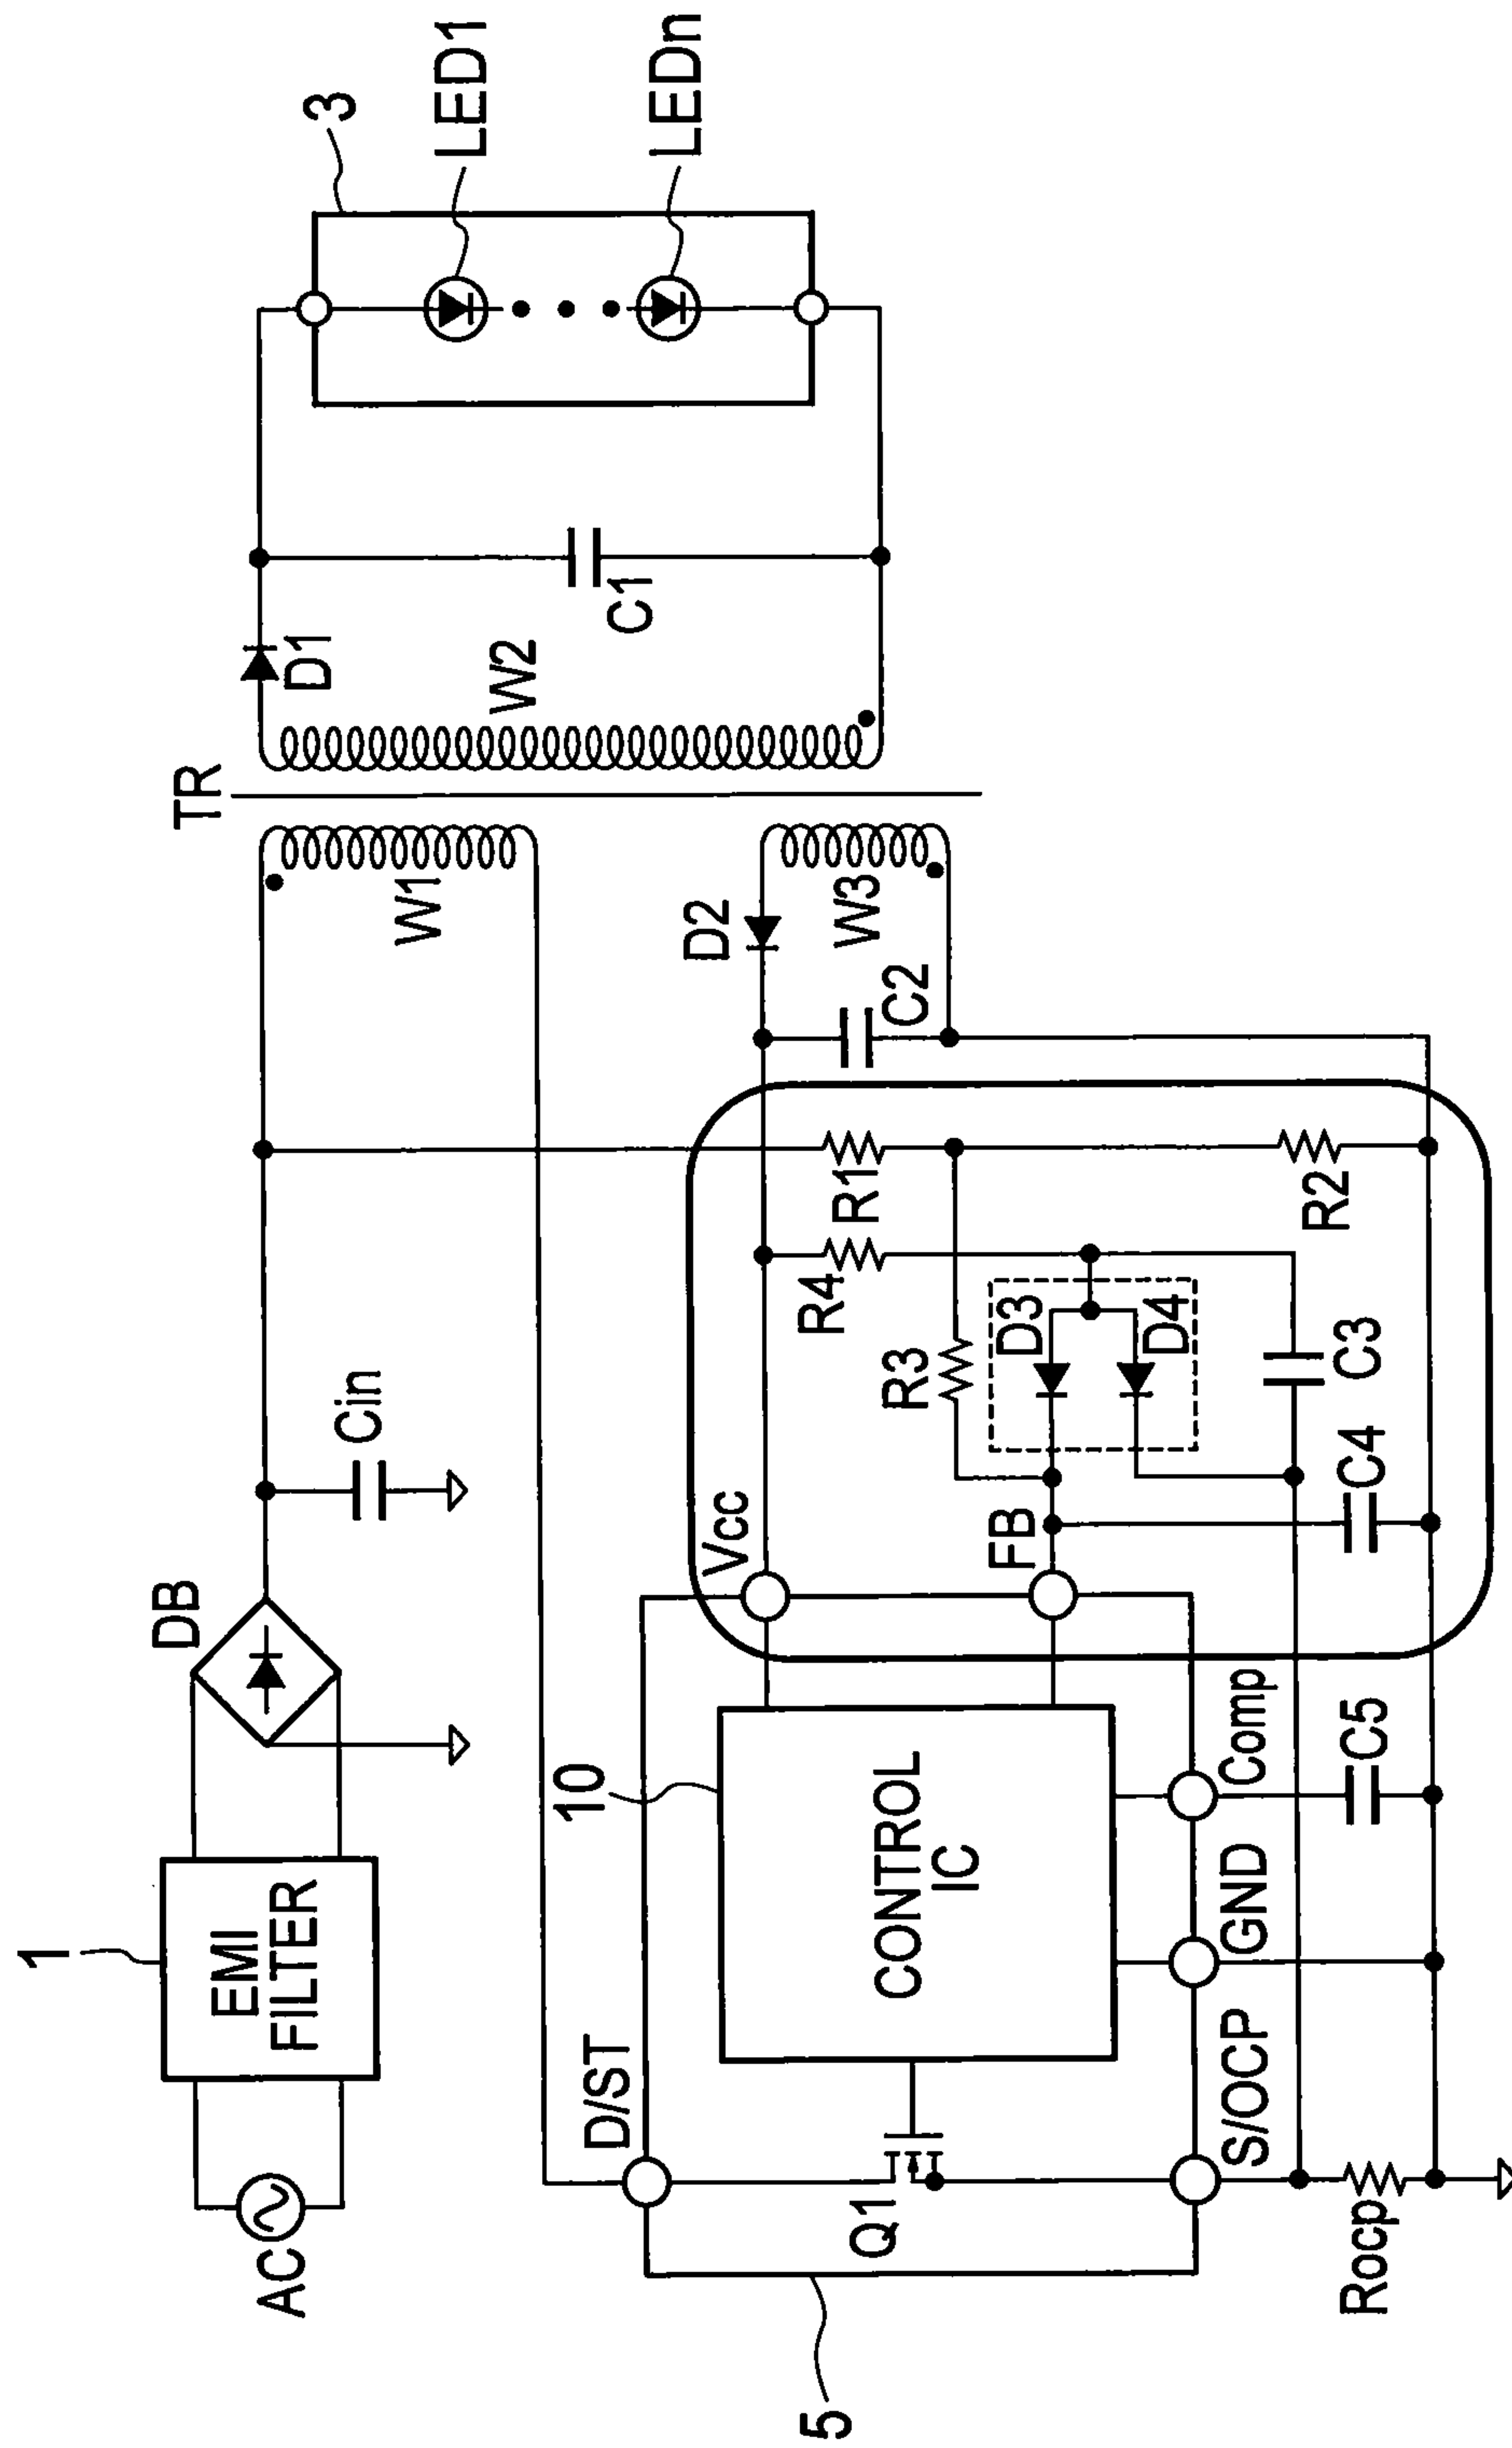 1
EMI
FILTER
AC
DB
Cin
TR
W1
W2
D1
C1
3
LED1
LEDn
D/ST
10
Vcc
D2
W3
C2
R4
R1
R3
D3
D4
FB
CONTROL
IC
Q1
5
S/OCP
GND
Comp
C3
C4
C5
R2
Rocp